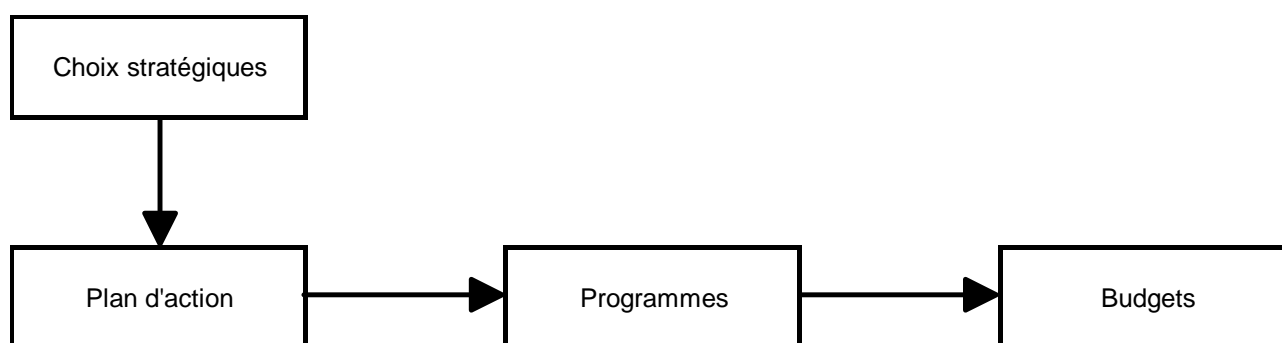 Choix stratégiques
Plan d'action
Programmes
Budgets